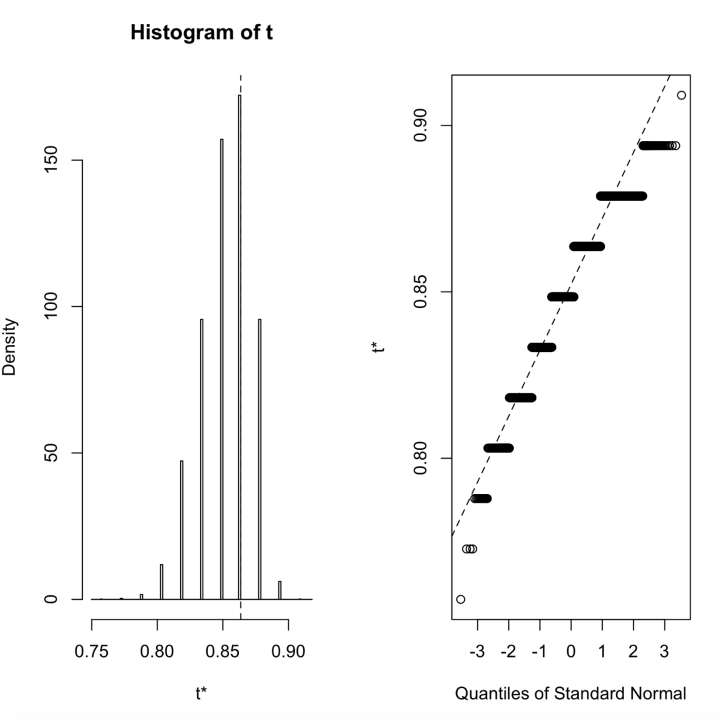 Histogram of t
Density
150
100
50
0
0.75 0.80 0.85 0.90
t*
t*
0.90
0.85
0.80
-3 -2 -1 0 1 2 3
Quantiles of Standard Normal